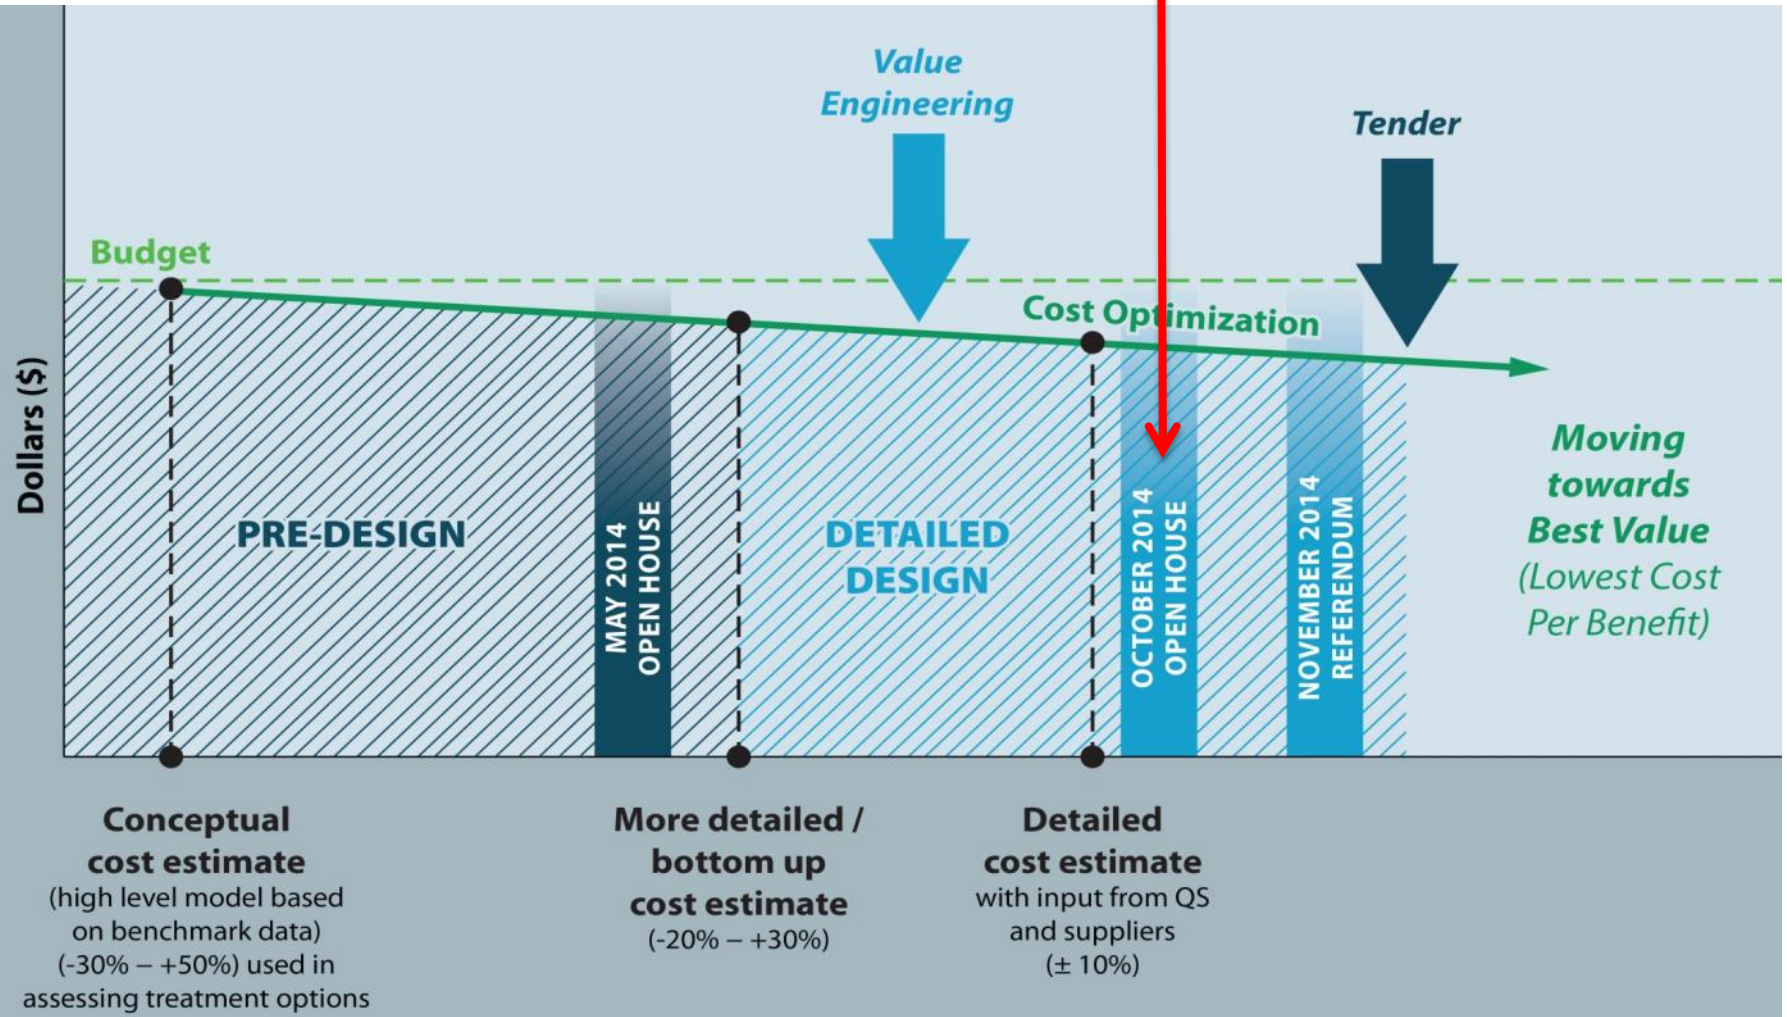 Value
Engineering
Tender
Budget
Cost Optimization
Dollars ($)
PRE-DESIGN
MAY 2014
OPEN HOUSE
DETAILED
DESIGN
OCTOBER 2014
OPEN HOUSE
NOVEMBER 2014
REFERENDUM
Moving
towards
Best Value
(Lowest Cost
Per Benefit)
Conceptual
cost estimate
(high level model based
on benchmark data)
(-30% – +50%) used in
assessing treatment options
More detailed /
bottom up
cost estimate
(-20% – +30%)
Detailed
cost estimate
with input from QS
and suppliers
(± 10%)